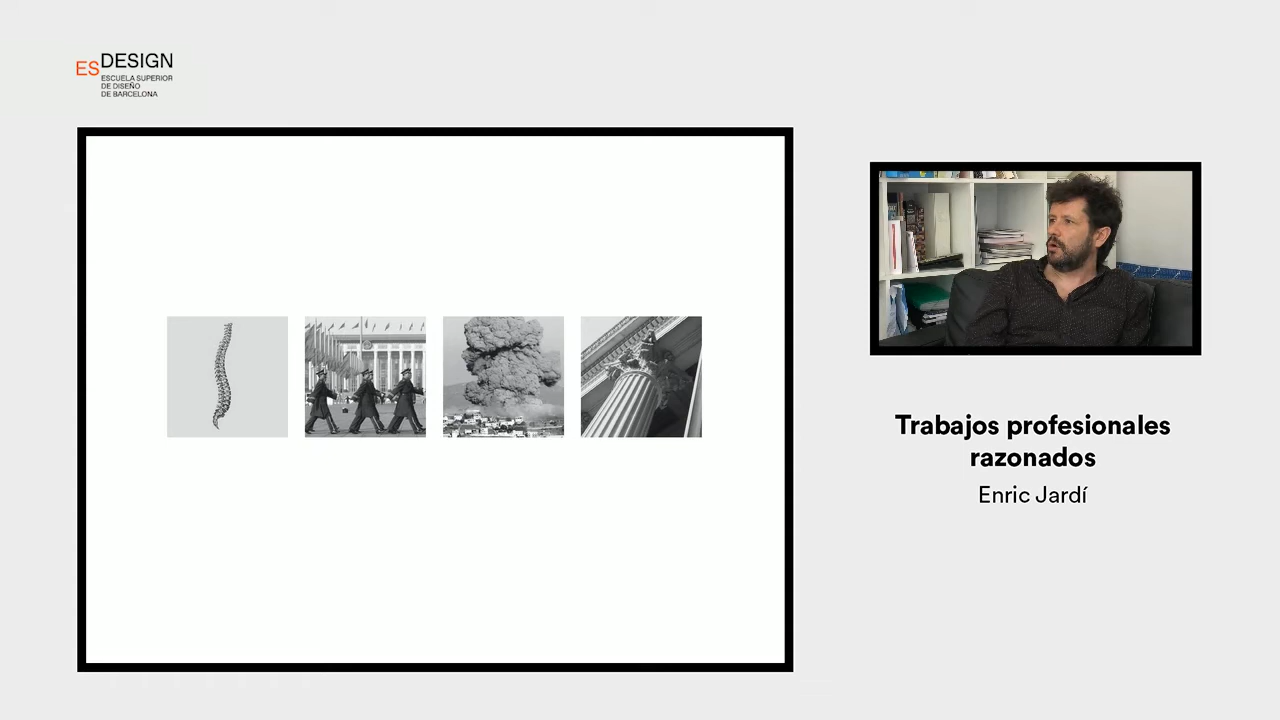 ESDESIGN
ESCUELA SUPERIOR
DE DISEÑO
DE BARCELONA
Trabajos profesionales
razonados
Enric Jardí